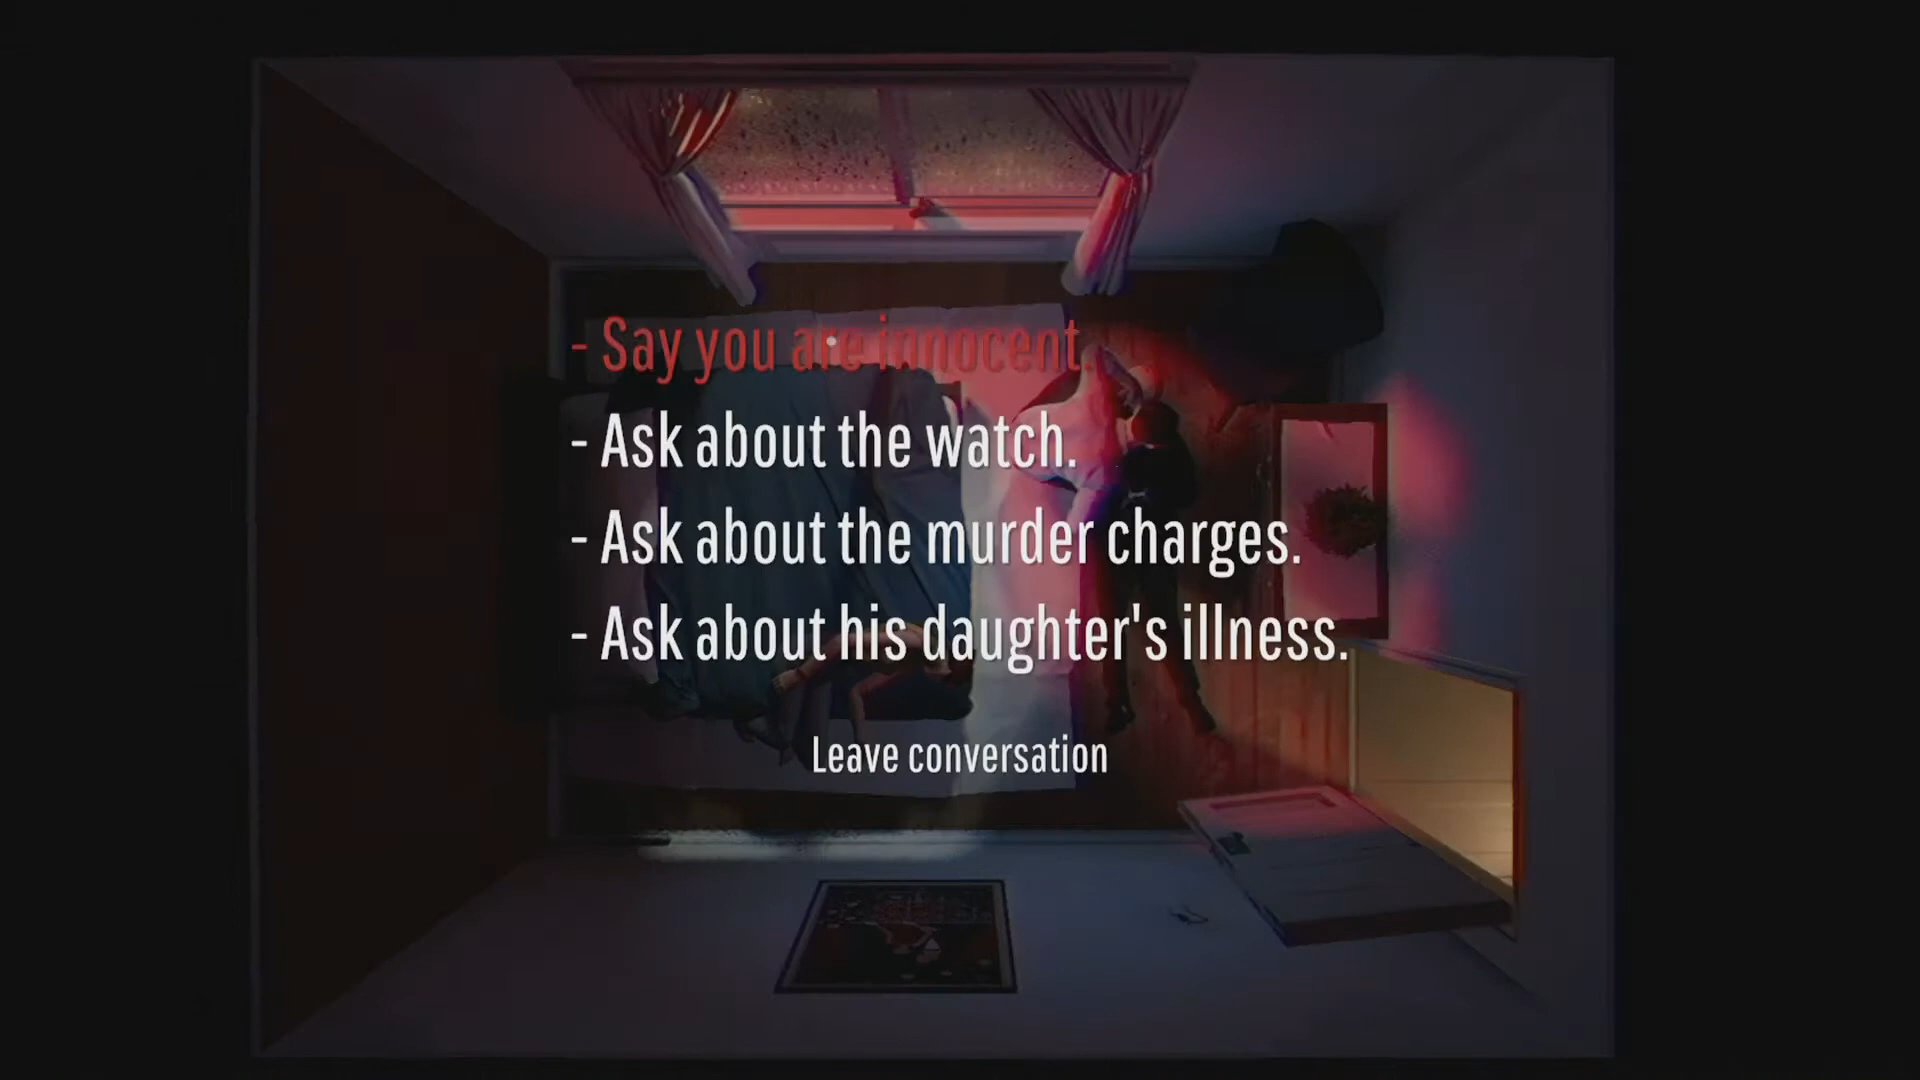 - Say you are innocent.
- Ask about the watch.
- Ask about the murder charges.
- Ask about his daughter's illness.
Leave conversation